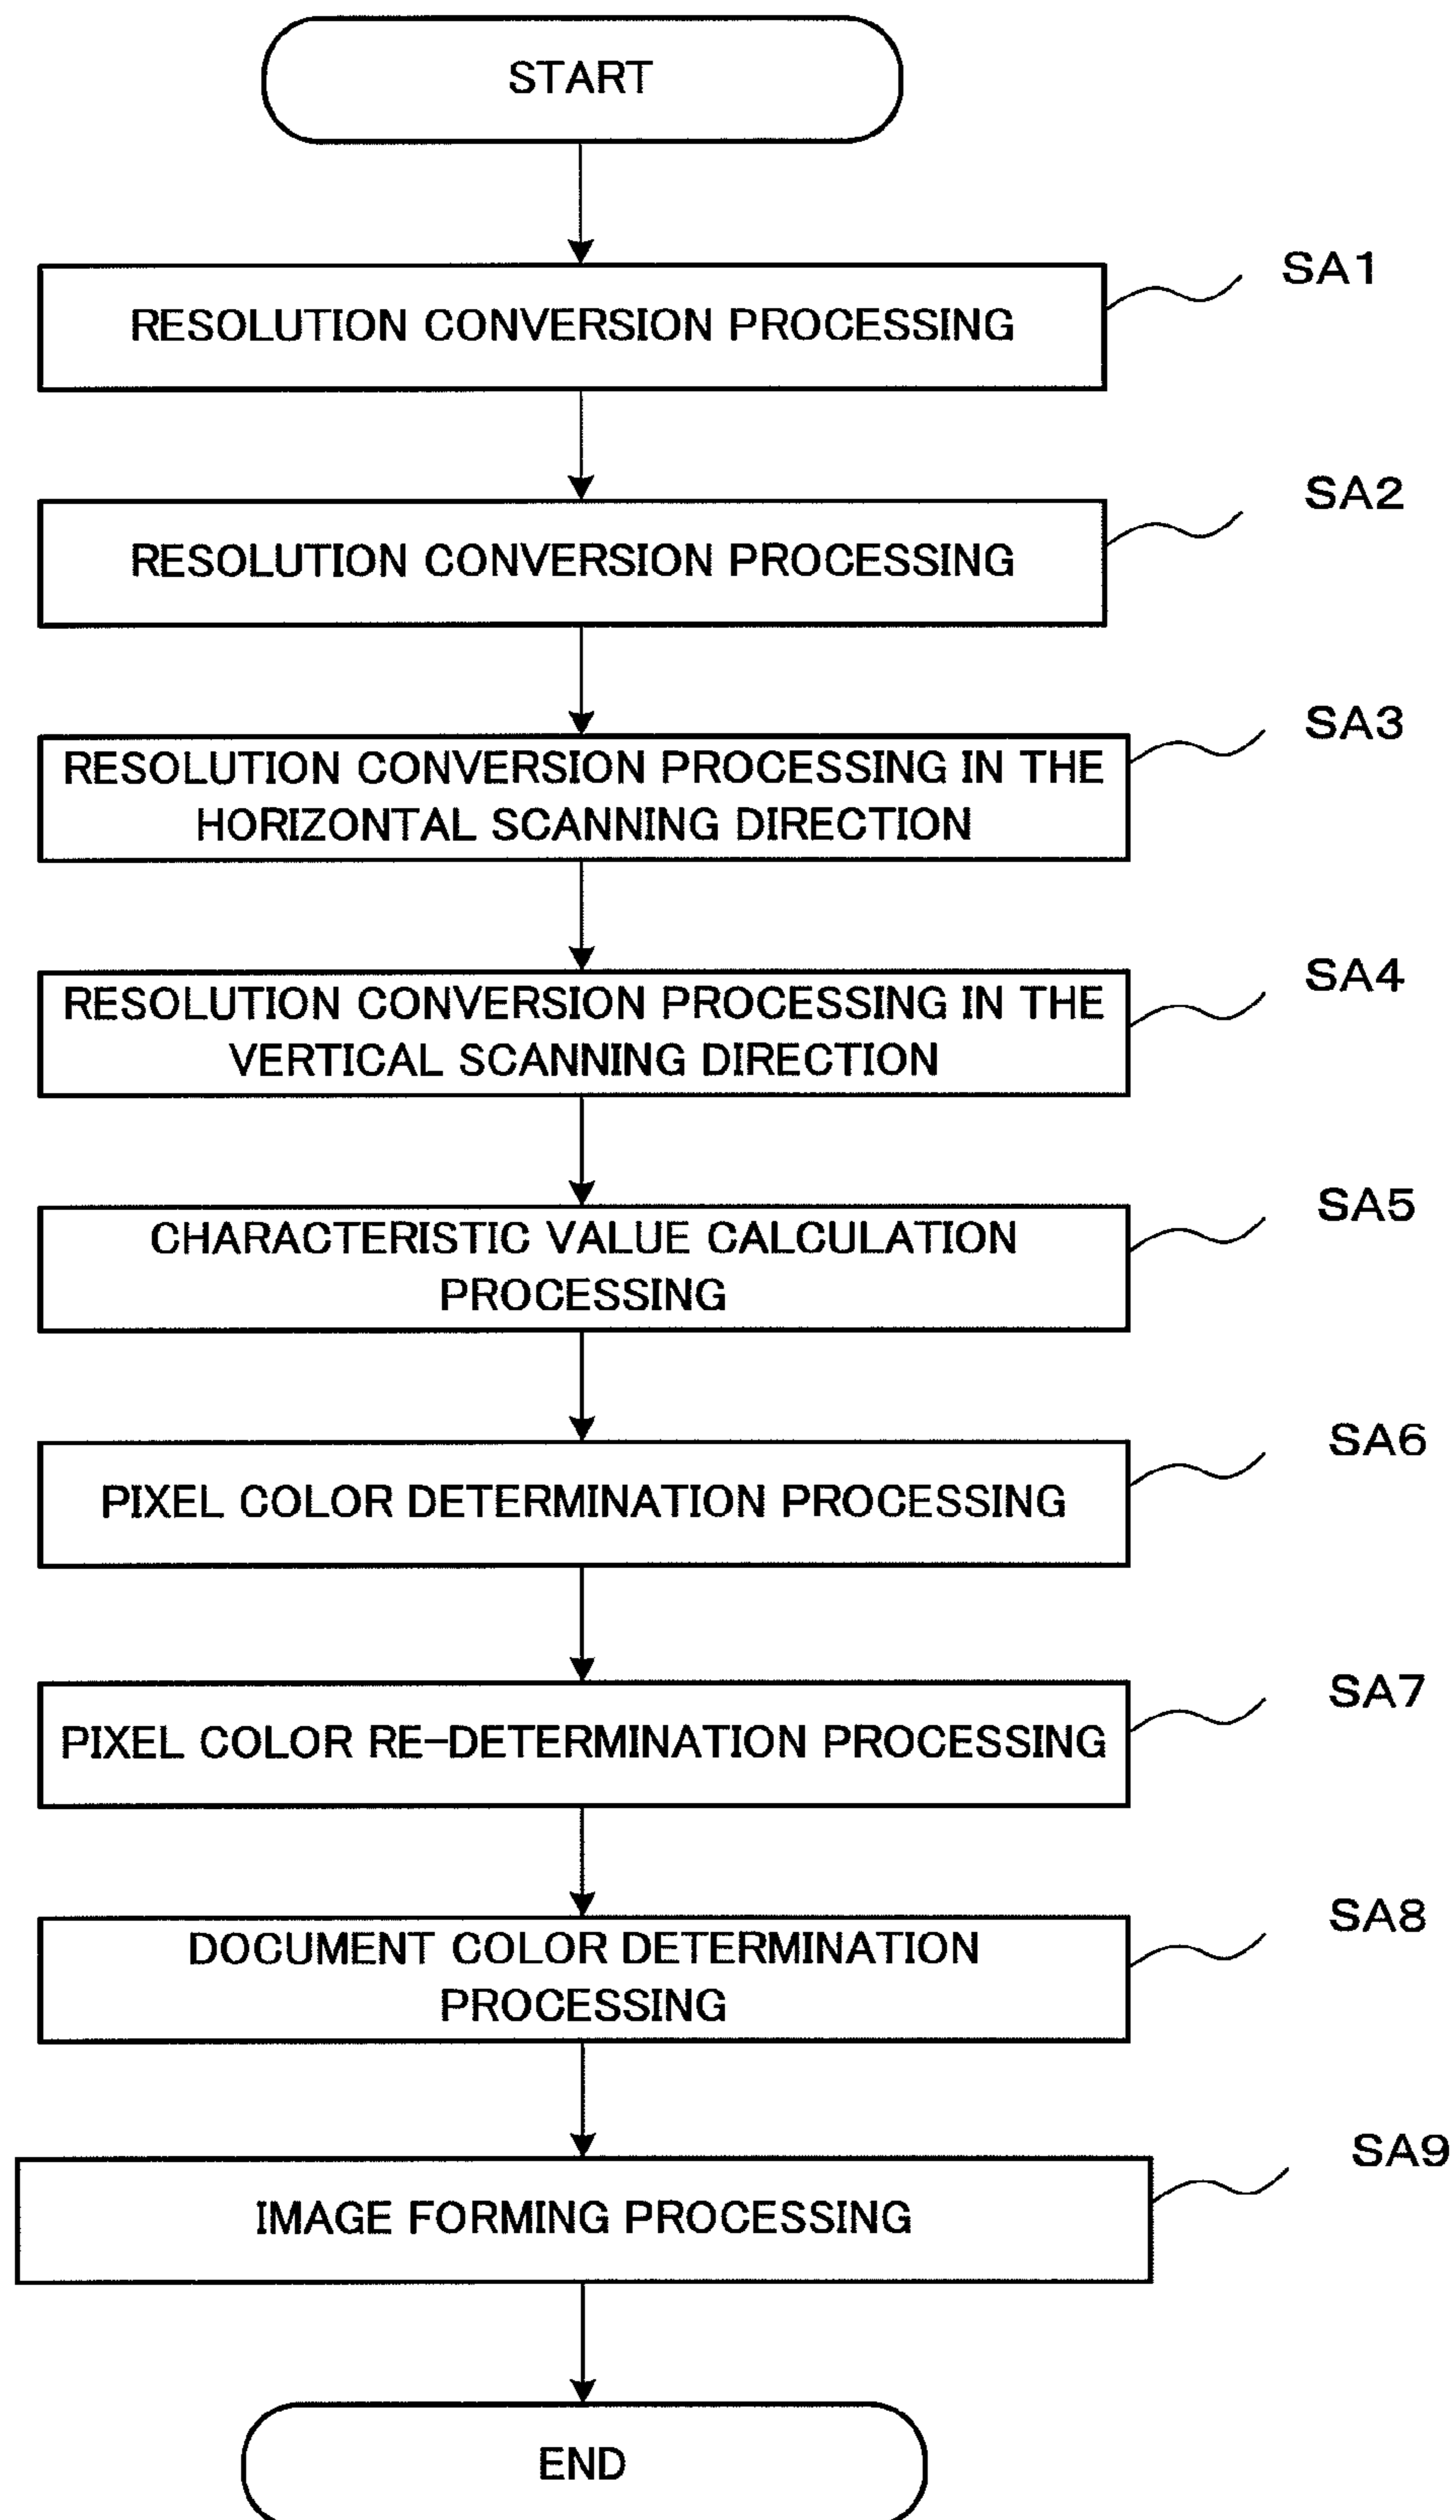 START
SA1
RESOLUTION CONVERSION PROCESSING
SA2
RESOLUTION CONVERSION PROCESSING
SA3
RESOLUTION CONVERSION PROCESSING IN THE
HORIZONTAL SCANNING DIRECTION
SA4
RESOLUTION CONVERSION PROCESSING IN THE
VERTICAL SCANNING DIRECTION
SA5
CHARACTERISTIC VALUE CALCULATION
PROCESSING
SA6
PIXEL COLOR DETERMINATION PROCESSING
SA7
PIXEL COLOR RE-DETERMINATION PROCESSING
SA8
DOCUMENT COLOR DETERMINATION
PROCESSING
SA9
IMAGE FORMING PROCESSING
END